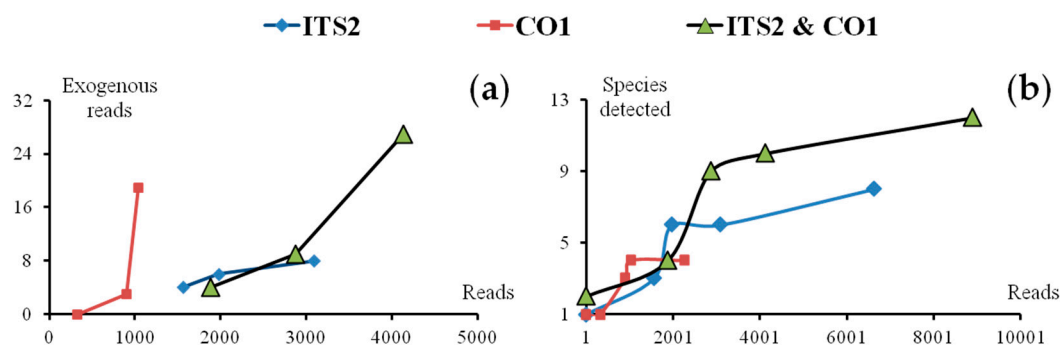 ITS2 CO1 ITS2 & CO1
Exogenous
reads
(a)
32
24
16
8
0
0 1000 2000 3000 4000 5000
Reads
Species
detected
(b)
13
9
5
1
1 2001 4001 6001 8001 10001
Reads